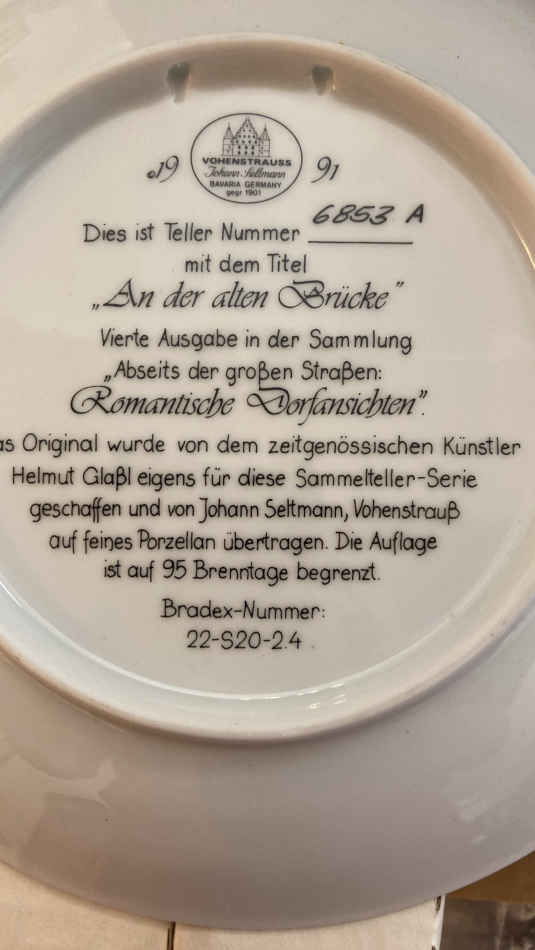 VOHENSTRAUSS
Johann Seltmann
BAVARIA GERMANY
gegr. 1901
©19 91
Dies ist Teller Nummer 6853 A
mit dem Titel
„An der alten Brücke”
Vierte Ausgabe in der Sammlung
„Abseits der großen Straßen:
Romantische Dorfansichten”.
as Original wurde von dem zeitgenössischen Künstler
Helmut Glaßl eigens für diese Sammelteller-Serie
geschaffen und von Johann Seltmann, Vohenstrauß
auf feines Porzellan übertragen. Die Auflage
ist auf 95 Brenntage begrenzt.
Bradex-Nummer:
22-S20-2.4